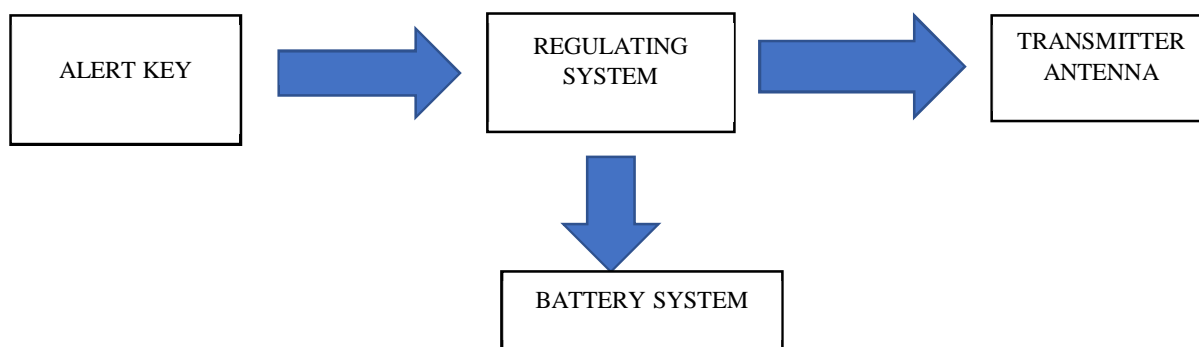 ALERT KEY
REGULATING
SYSTEM
TRANSMITTER
ANTENNA
BATTERY SYSTEM